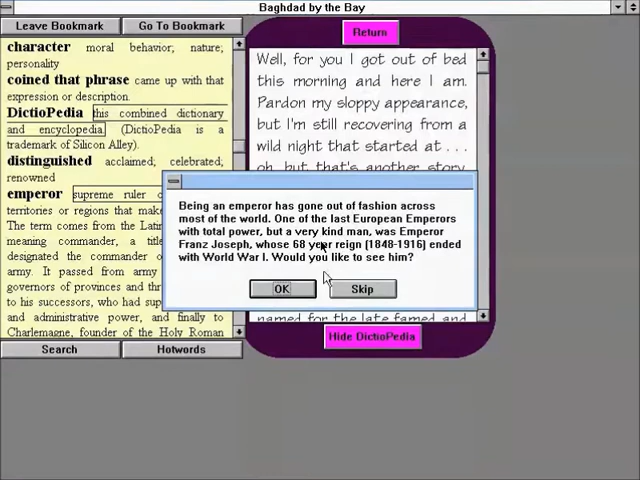 Baghdad by the Bay
Leave Bookmark
Go To Bookmark
character moral behavior; nature;
personality
coined that phrase came up with that
expression or description.
DictioPedia this combined dictionary
and encyclopedia. (DictioPedia is a
trademark of Silicon Alley).
distinguished acclaimed; celebrated;
renowned
emperor supreme ruler o
territories or regions that mak
The term comes from the Latin
meaning commander, a titl
designated the commander o
army. It passed from army
governors of provinces and thr
to his successors, who had sup
and administrative power, and finally to
Charlemagne, founder of the Holy Roman
Search
Hotwords
Return
Well, for you I got out of bed
this morning and here I am.
Pardon my sloppy appearance,
but I'm still recovering from a
wild night that started at . . .
oh, but that's another story
Being an emperor has gone out of fashion across
most of the world. One of the last European Emperors
with total power, but a very kind man, was Emperor
Franz Joseph, whose 68 year reign (1848-1916) ended
with World War I. Would you like to see him?
OK
Skip
named for the late famed and
Hide DictioPedia